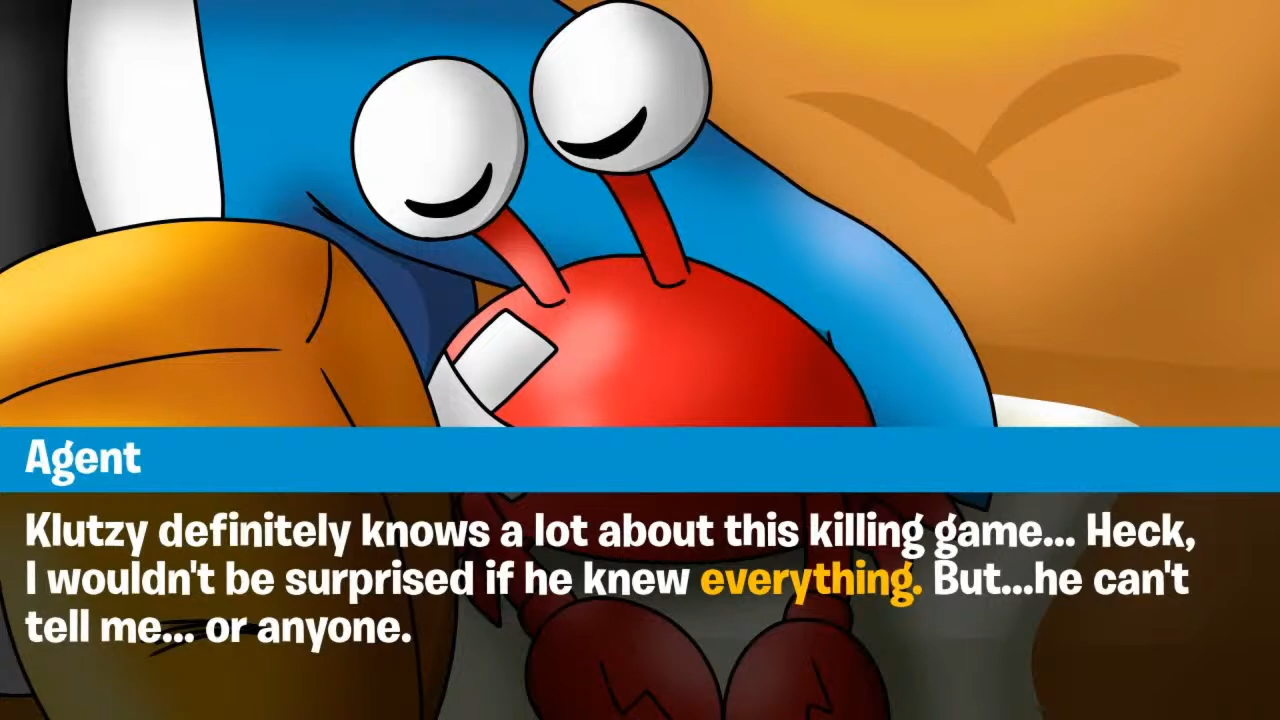 Agent
Klutzy definitely knows a lot about this killing game... Heck,
I wouldn't be surprised if he knew everything. But...he can't
tell me... or anyone.